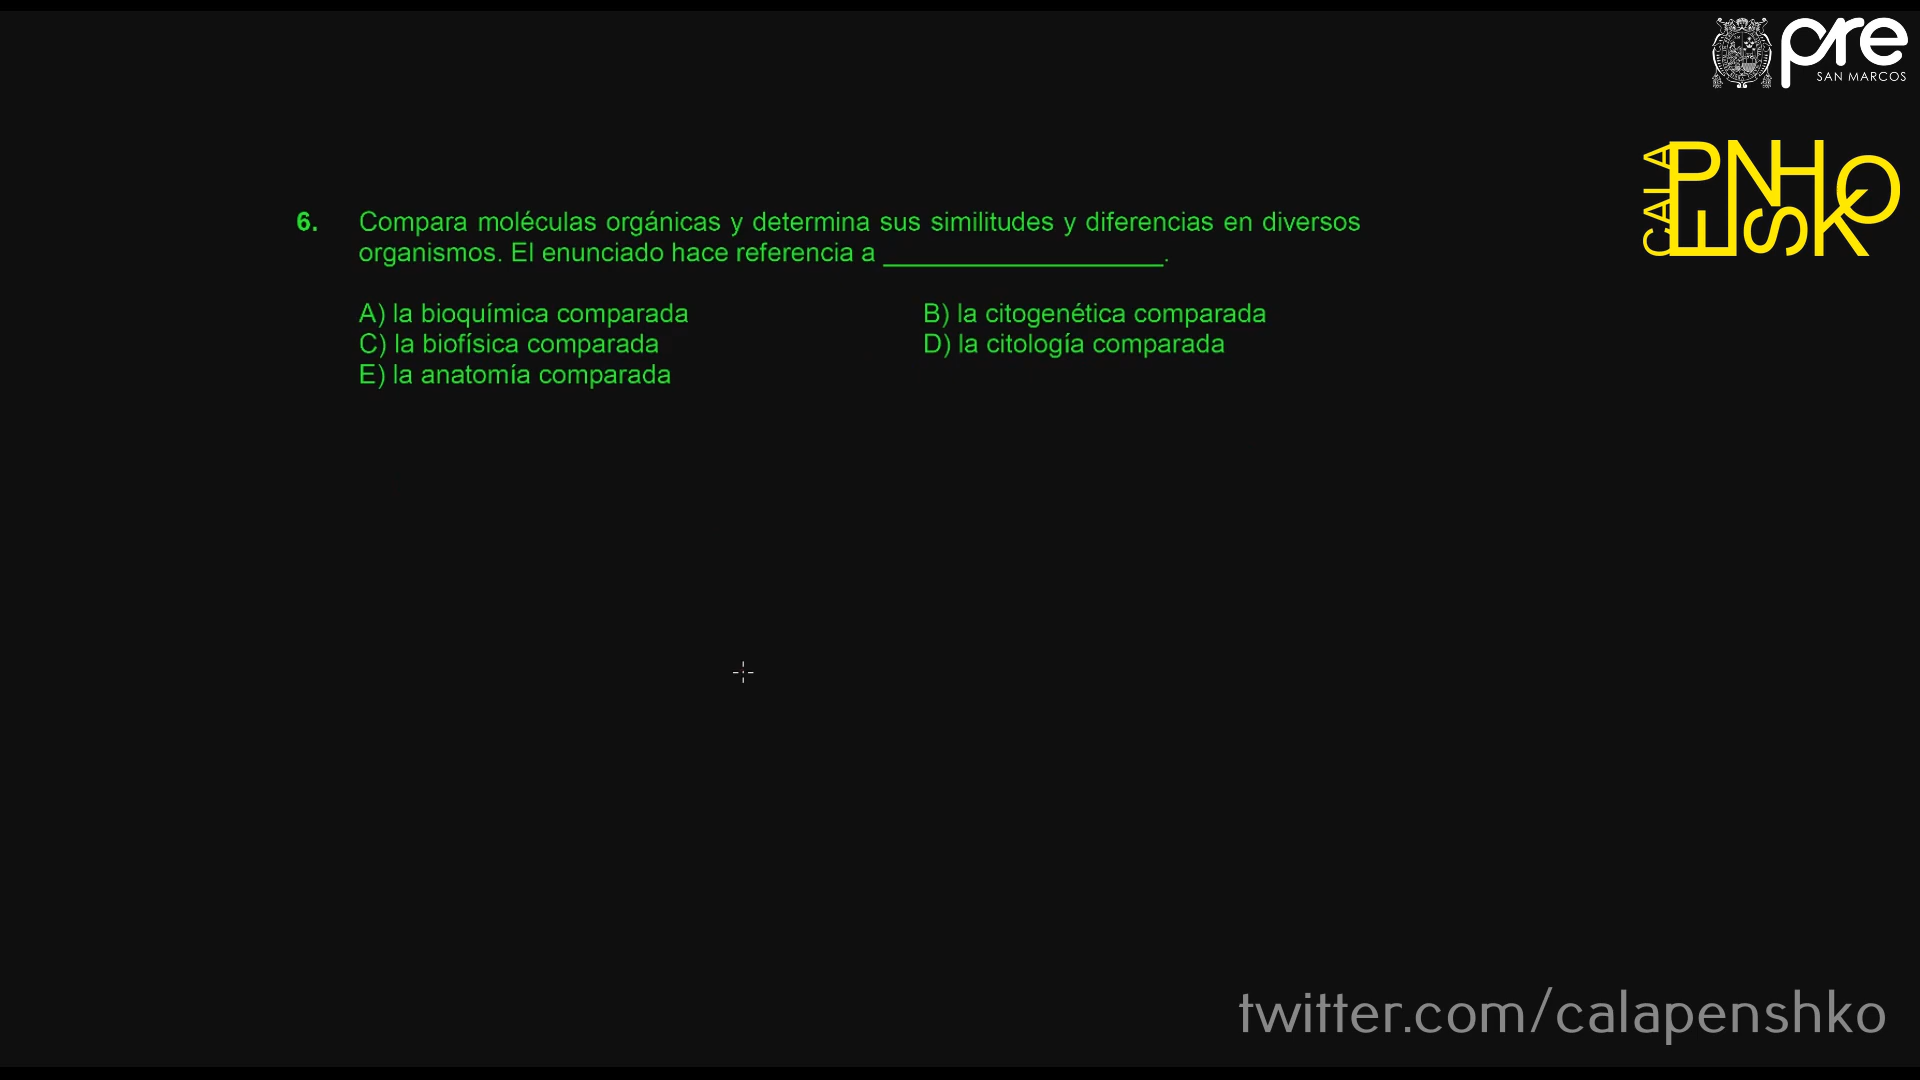 pre
SAN MARCOS
CALA
PENSHKO
6. Compara moléculas orgánicas y determina sus similitudes y diferencias en diversos
organismos. El enunciado hace referencia a ____________________.
A) la bioquímica comparada B) la citogenética comparada
C) la biofísica comparada D) la citología comparada
E) la anatomía comparada
twitter.com/calapenshko